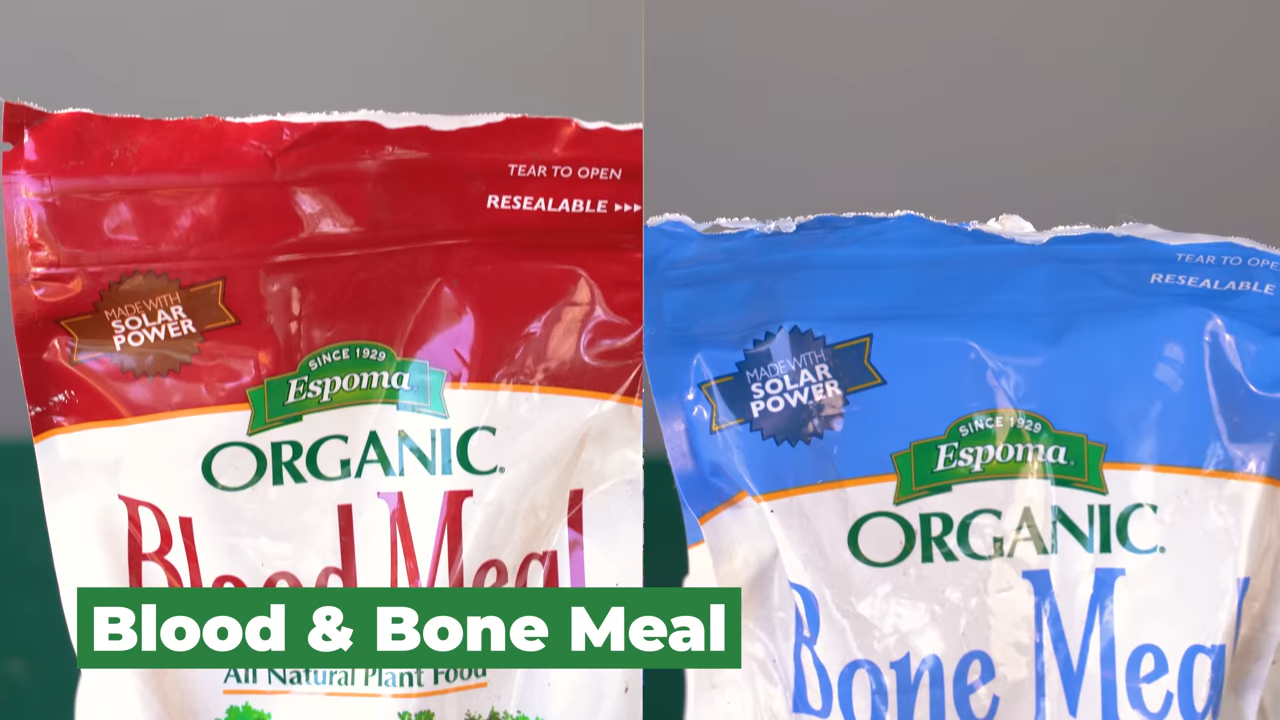 TEAR TO OPEN
RESEALABLE
MADE WITH
SOLAR
POWER
SINCE 1929
Espoma
ORGANIC
Blood Meal
All Natural Plant Food
TEAR TO OPE
RESEALABLE
MADE WITH
SOLAR
POWER
SINCE 1929
Espoma
ORGANIC
Bone Meal
Blood & Bone Meal